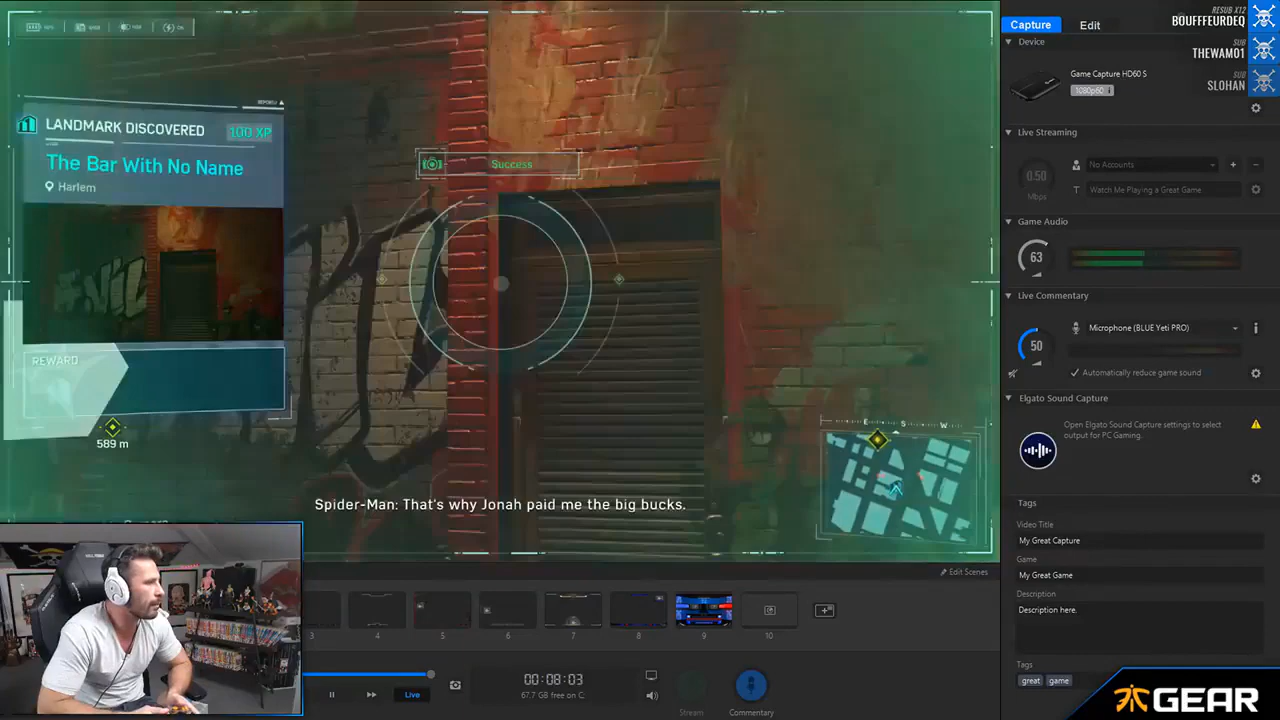 LANDMARK DISCOVERED
100 XP
The Bar With No Name
Harlem
REWARD
589 m
Success
Spider-Man: That's why Jonah paid me the big bucks.
E
S
W
Edit Scenes
3
4
5
6
7
8
9
10
Live
00:08:03
67.7 GB free on C:
Stream
Commentary
Capture
Edit
RESUB X12
BOUFFFEURDEQ
SUB
THEWAM01
SUB
SLOHAN
Device
Game Capture HD60 S
1080p60
Live Streaming
0.50
Mbps
No Accounts
Watch Me Playing a Great Game
Game Audio
63
Live Commentary
50
Microphone (BLUE Yeti PRO)
Automatically reduce game sound
Elgato Sound Capture
Open Elgato Sound Capture settings to select
output for PC Gaming.
Tags
Video Title
My Great Capture
Game
My Great Game
Description
Description here.
Tags
great
game
GEAR